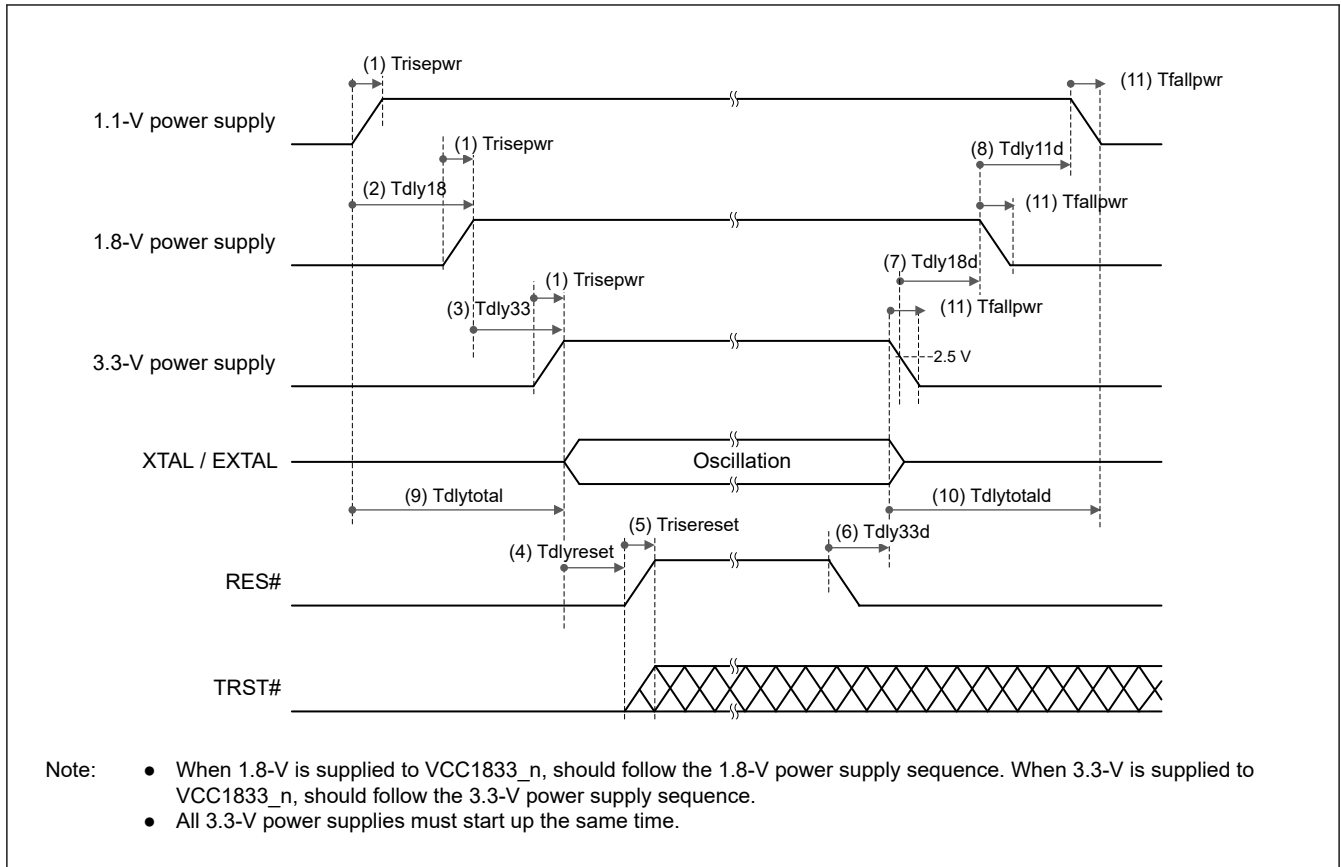 (1) Trisepwr
(11) Tfallpwr
1.1-V power supply
(1) Trisepwr
(8) Tdly11d
(2) Tdly18
(11) Tfallpwr
1.8-V power supply
(7) Tdly18d
(1) Trisepwr
(3) Tdly33
(11) Tfallpwr
3.3-V power supply
2.5 V
XTAL / EXTAL
Oscillation
(9) Tdlytotal
(10) Tdlytotald
(5) Trisereset
(6) Tdly33d
(4) Tdlyreset
RES#
TRST#
Note: ● When 1.8-V is supplied to VCC1833_n, should follow the 1.8-V power supply sequence. When 3.3-V is supplied to
VCC1833_n, should follow the 3.3-V power supply sequence.
● All 3.3-V power supplies must start up the same time.